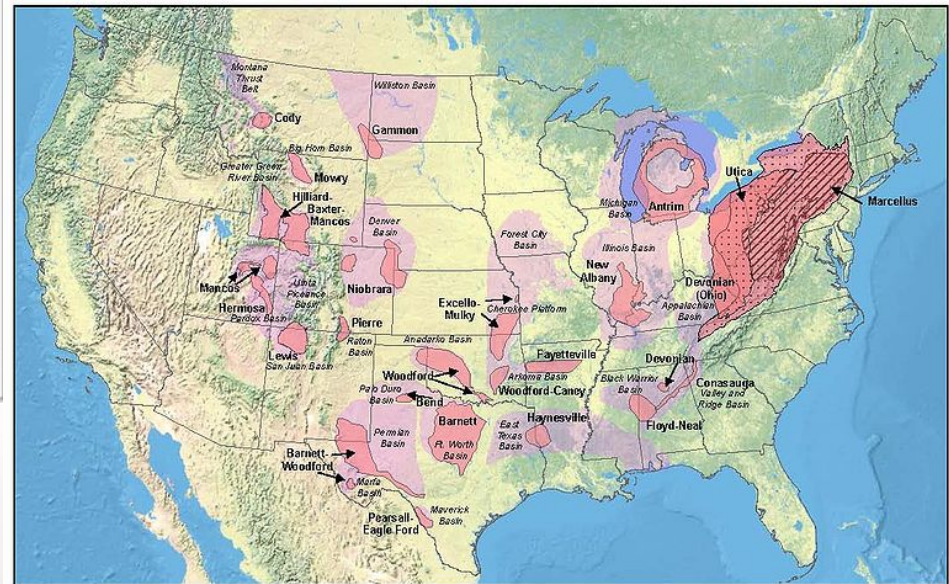 Montana
Thrust
Belt
Williston Basin
Cody
Gammon
Big Horn Basin
Greater Green
River Basin
Mowry
Hilliard-
Baxter-
Mancos
Utica
Marcellus
Michigan
Basin
Antrim
Denver
Basin
Forest City
Basin
Illinois Basin
New
Albany
Mancos
Uinta
Piceance
Basin
Niobrara
Devonian
(Ohio)
Appalachian
Basin
Hermosa
Paradox Basin
Excello-
Mulky
Cherokee Platform
Pierre
Raton
Basin
Anadarko Basin
Lewis
San Juan Basin
Fayetteville
Devonian
Woodford
Arkoma Basin
Woodford-Caney
Black Warrior
Basin
Conasauga
Valley and
Ridge Basin
Palo Duro
Basin
Bend
Barnett
Haynesville
Floyd-Neal
Permian
Basin
Ft. Worth
Basin
East
Texas
Basin
Barnett-
Woodford
Marfa
Basin
Pearsall-
Eagle Ford
Maverick
Basin